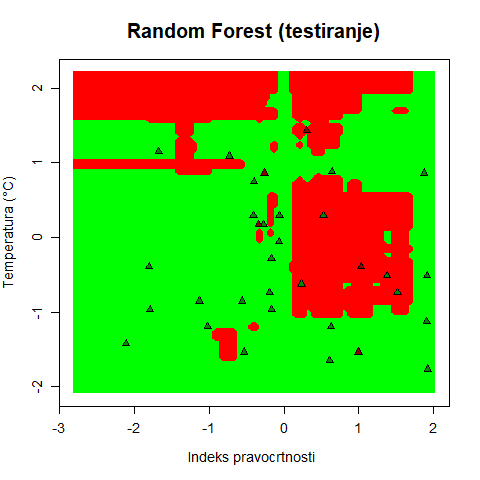 Random Forest (testiranje)
Temperatura (°C)
2
1
0
-1
-2
-3 -2 -1 0 1 2
Indeks pravocrtnosti